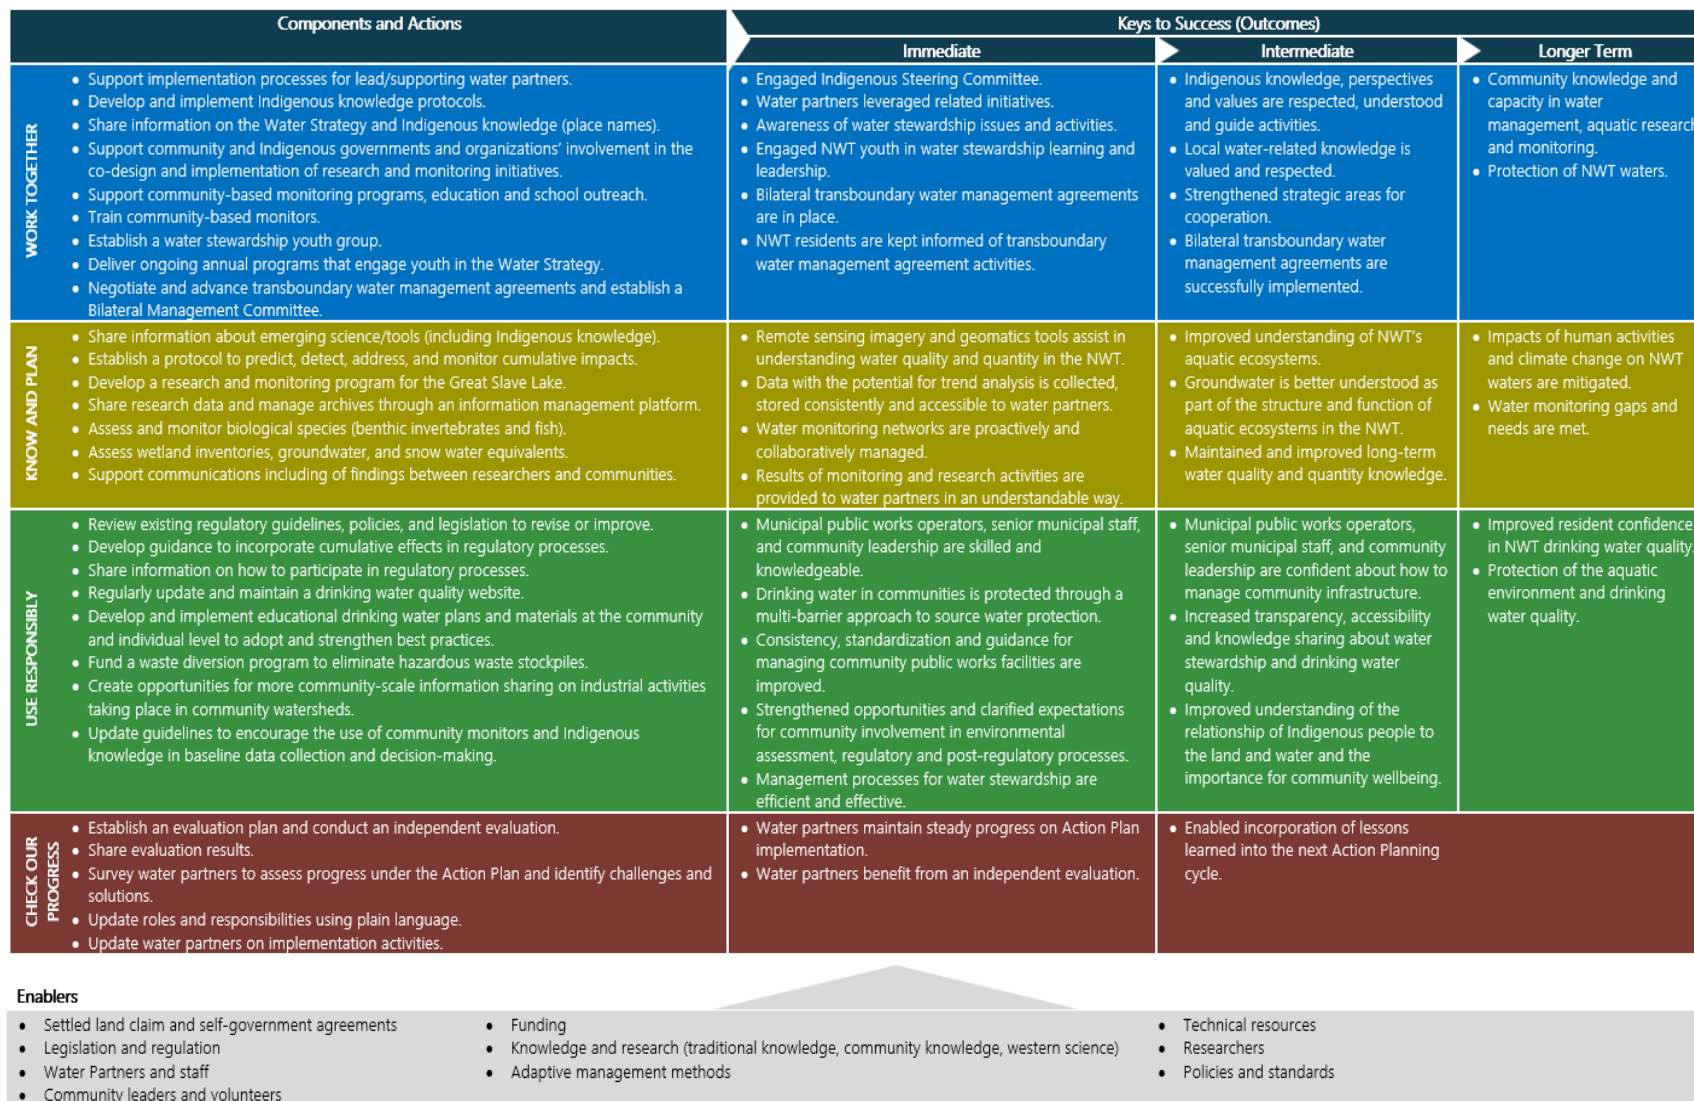 Components and Actions
Keys to Success (Outcomes)
Immediate
Intermediate
Longer Term
WORK TOGETHER
• Support implementation processes for lead/supporting water partners.
• Develop and implement Indigenous knowledge protocols.
• Share information on the Water Strategy and Indigenous knowledge (place names).
• Support community and Indigenous governments and organizations’ involvement in the
co-design and implementation of research and monitoring initiatives.
• Support community-based monitoring programs, education and school outreach.
• Train community-based monitors.
• Establish a water stewardship youth group.
• Deliver ongoing annual programs that engage youth in the Water Strategy.
• Negotiate and advance transboundary water management agreements and establish a
Bilateral Management Committee.
• Engaged Indigenous Steering Committee.
• Water partners leveraged related initiatives.
• Awareness of water stewardship issues and activities.
• Engaged NWT youth in water stewardship learning and
leadership.
• Bilateral transboundary water management agreements
are in place.
• NWT residents are kept informed of transboundary
water management agreement activities.
• Indigenous knowledge, perspectives
and values are respected, understood
and guide activities.
• Local water-related knowledge is
valued and respected.
• Strengthened strategic areas for
cooperation.
• Bilateral transboundary water
management agreements are
successfully implemented.
• Community knowledge and
capacity in water
management, aquatic research
and monitoring.
• Protection of NWT waters.
KNOW AND PLAN
• Share information about emerging science/tools (including Indigenous knowledge).
• Establish a protocol to predict, detect, address, and monitor cumulative impacts.
• Develop a research and monitoring program for the Great Slave Lake.
• Share research data and manage archives through an information management platform.
• Assess and monitor biological species (benthic invertebrates and fish).
• Assess wetland inventories, groundwater, and snow water equivalents.
• Support communications including of findings between researchers and communities.
• Remote sensing imagery and geomatics tools assist in
understanding water quality and quantity in the NWT.
• Data with the potential for trend analysis is collected,
stored consistently and accessible to water partners.
• Water monitoring networks are proactively and
collaboratively managed.
• Results of monitoring and research activities are
provided to water partners in an understandable way.
• Improved understanding of NWT’s
aquatic ecosystems.
• Groundwater is better understood as
part of the structure and function of
aquatic ecosystems in the NWT.
• Maintained and improved long-term
water quality and quantity knowledge.
• Impacts of human activities
and climate change on NWT
waters are mitigated.
• Water monitoring gaps and
needs are met.
USE RESPONSIBLY
• Review existing regulatory guidelines, policies, and legislation to revise or improve.
• Develop guidance to incorporate cumulative effects in regulatory processes.
• Share information on how to participate in regulatory processes.
• Regularly update and maintain a drinking water quality website.
• Develop and implement educational drinking water plans and materials at the community
and individual level to adopt and strengthen best practices.
• Fund a waste diversion program to eliminate hazardous waste stockpiles.
• Create opportunities for more community-scale information sharing on industrial activities
taking place in community watersheds.
• Update guidelines to encourage the use of community monitors and Indigenous
knowledge in baseline data collection and decision-making.
• Municipal public works operators, senior municipal staff,
and community leadership are skilled and
knowledgeable.
• Drinking water in communities is protected through a
multi-barrier approach to source water protection.
• Consistency, standardization and guidance for
managing community public works facilities are
improved.
• Strengthened opportunities and clarified expectations
for community involvement in environmental
assessment, regulatory and post-regulatory processes.
• Management processes for water stewardship are
efficient and effective.
• Municipal public works operators,
senior municipal staff, and community
leadership are confident about how to
manage community infrastructure.
• Increased transparency, accessibility
and knowledge sharing about water
stewardship and drinking water
quality.
• Improved understanding of the
relationship of Indigenous people to
the land and water and the
importance for community wellbeing.
• Improved resident confidence
in NWT drinking water quality.
• Protection of the aquatic
environment and drinking
water quality.
CHECK OUR
PROGRESS
• Establish an evaluation plan and conduct an independent evaluation.
• Share evaluation results.
• Survey water partners to assess progress under the Action Plan and identify challenges and
solutions.
• Update roles and responsibilities using plain language.
• Update water partners on implementation activities.
• Water partners maintain steady progress on Action Plan
implementation.
• Water partners benefit from an independent evaluation.
• Enabled incorporation of lessons
learned into the next Action Planning
cycle.
Enablers
• Settled land claim and self-government agreements
• Legislation and regulation
• Water Partners and staff
• Community leaders and volunteers
• Funding
• Knowledge and research (traditional knowledge, community knowledge, western science)
• Adaptive management methods
• Technical resources
• Researchers
• Policies and standards